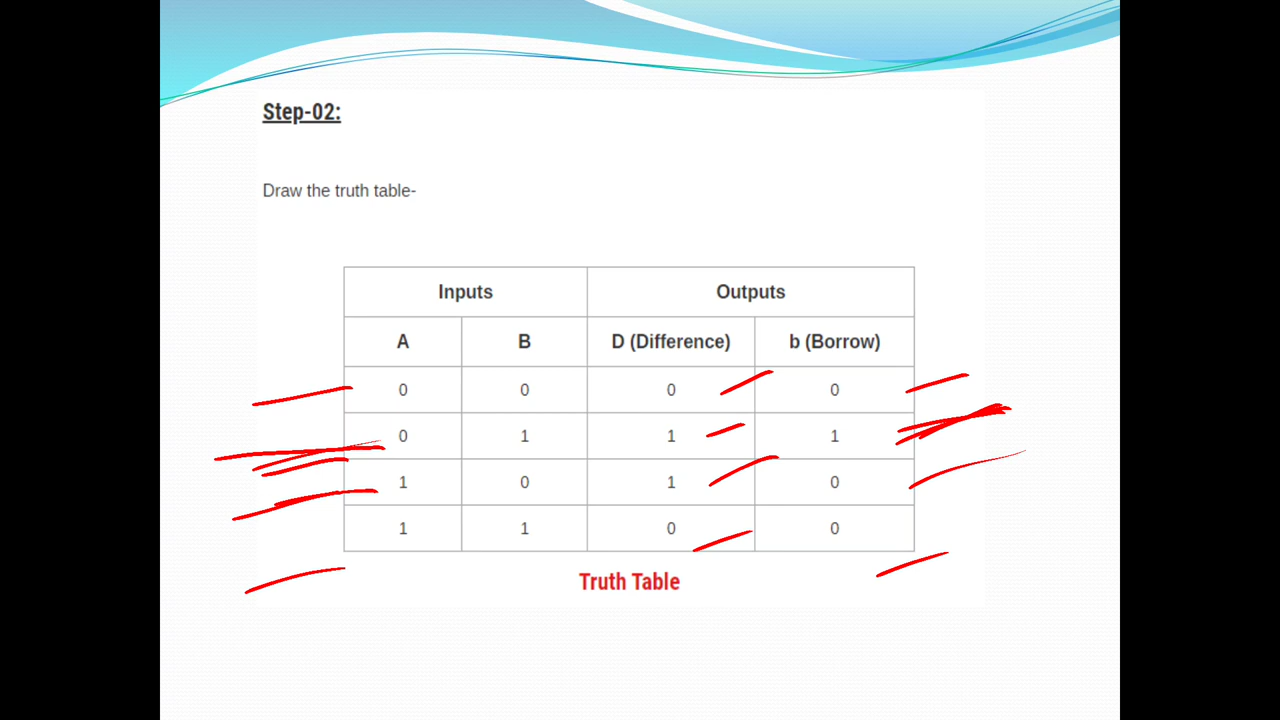 Step-02:
Draw the truth table-
Inputs Outputs
A B D (Difference) b (Borrow)
0 0 0 0
0 1 1 1
1 0 1 0
1 1 0 0
Truth Table